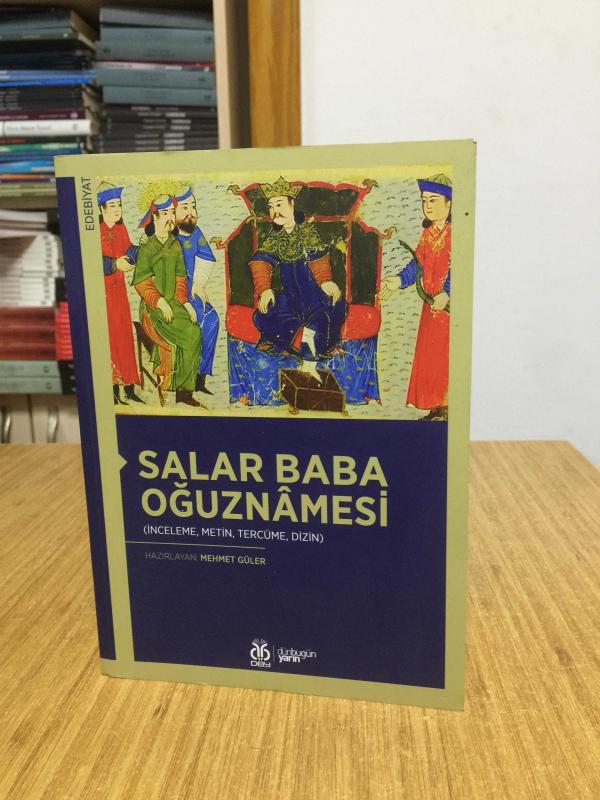 EDEBİYAT
SALAR BABA
OĞUZNÂMESİ
(İNCELEME, METİN, TERCÜME, DİZİN)
HAZIRLAYAN: MEHMET GÜLER
DBY
dünbugün
yarın